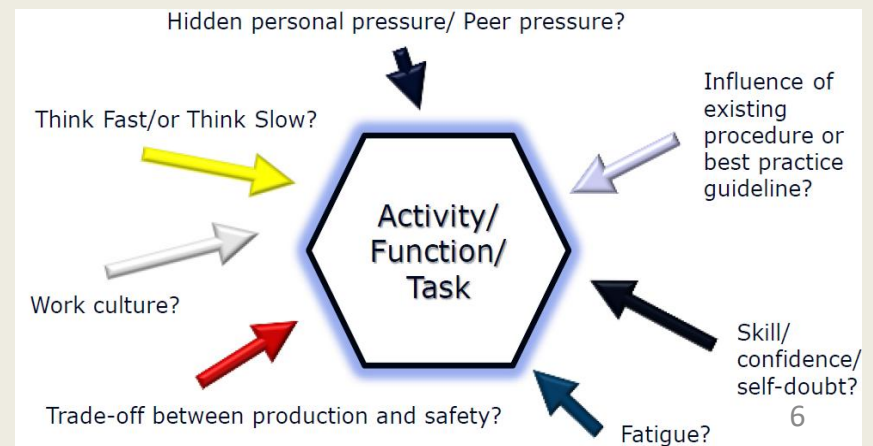 Hidden personal pressure/ Peer pressure?
Think Fast/or Think Slow?
Influence of
existing
procedure or
best practice
guideline?
Activity/
Function/
Task
Work culture?
Skill/
confidence/
self-doubt?
Trade-off between production and safety?
Fatigue?
6